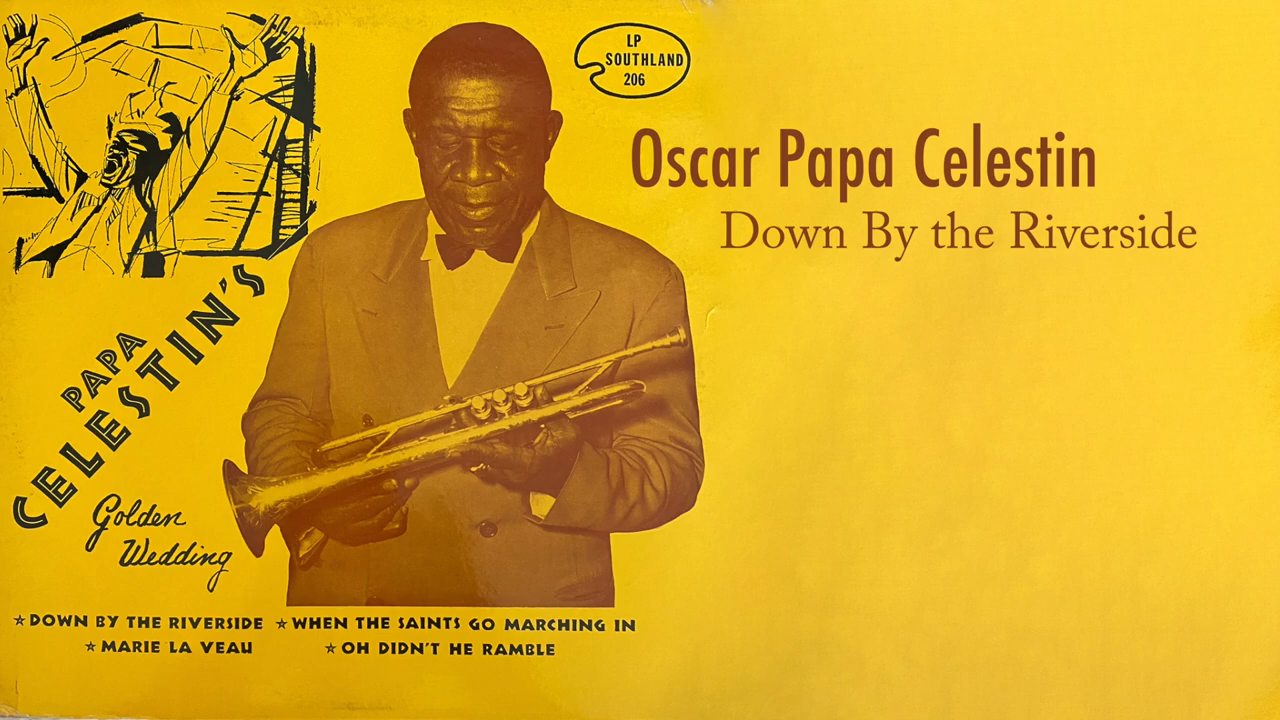 LP
SOUTHLAND
206
Oscar Papa Celestin
Down By the Riverside
PAPA
CELESTIN'S
Golden
Wedding
☆DOWN BY THE RIVERSIDE ☆WHEN THE SAINTS GO MARCHING IN
☆MARIE LA VEAU ☆OH DIDN'T HE RAMBLE